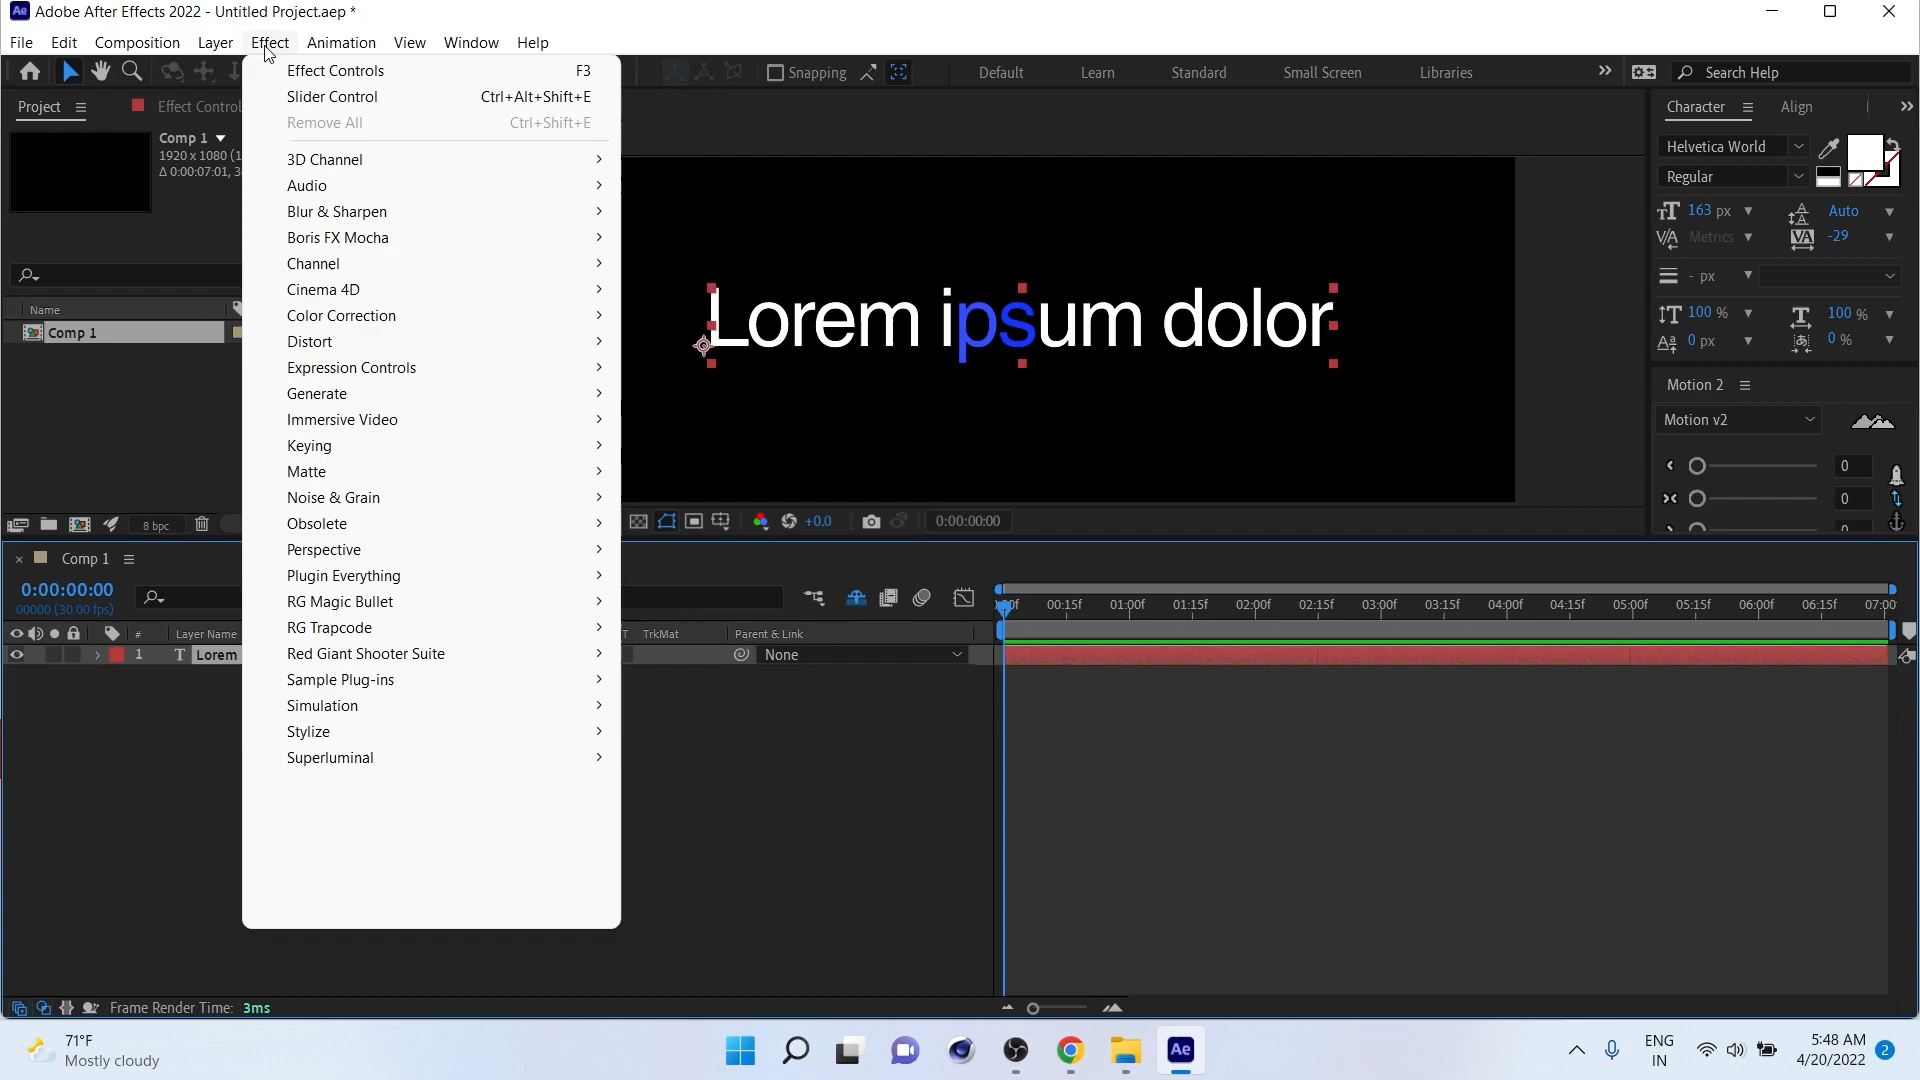 Ae Adobe After Effects 2022 - Untitled Project.aep *
File Edit Composition Layer Effect Animation View Window Help
Snapping Default Learn Standard Small Screen Libraries Search Help
Effect Controls F3
Slider Control Ctrl+Alt+Shift+E
Remove All Ctrl+Shift+E
3D Channel
Audio
Blur & Sharpen
Boris FX Mocha
Channel
Cinema 4D
Color Correction
Distort
Expression Controls
Generate
Immersive Video
Keying
Matte
Noise & Grain
Obsolete
Perspective
Plugin Everything
RG Magic Bullet
RG Trapcode
Red Giant Shooter Suite
Sample Plug-ins
Simulation
Stylize
Superluminal
Project Effect Control
Comp 1
1920 x 1080 (1
Δ 0:00:07:01, 3
Name
Comp 1
8 bpc
Lorem ipsum dolor
+0.0 0:00:00:00
Character Align
Helvetica World
Regular
163 px Auto
Metrics -29
- px
100 % 100 %
0 px 0 %
Motion 2
Motion v2
0
0
0
Comp 1
0:00:00:00
00000 (30.00 fps)
# Layer Name T TrkMat Parent & Link
1 T Lorem None
00:15f 01:00f 01:15f 02:00f 02:15f 03:00f 03:15f 04:00f 04:15f 05:00f 05:15f 06:00f 06:15f 07:00
Frame Render Time: 3ms
71°F
Mostly cloudy
Ae
ENG
IN
5:48 AM
4/20/2022
2